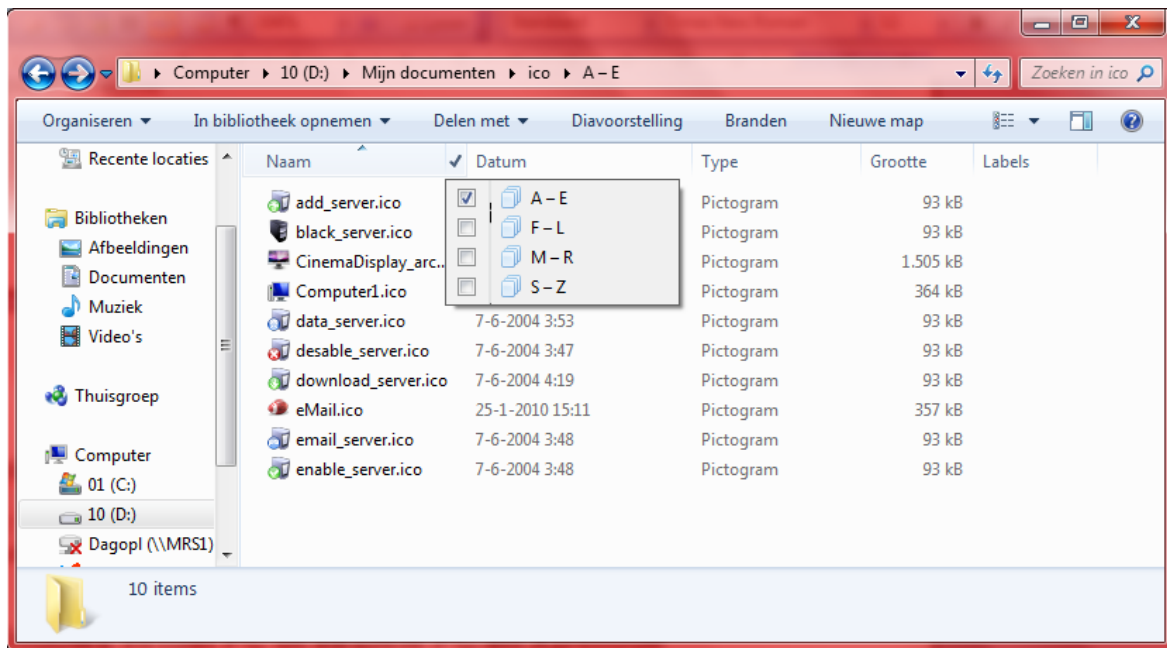 Computer ▸ 10 (D:) ▸ Mijn documenten ▸ ico ▸ A – E
Zoeken in ico
Organiseren In bibliotheek opnemen Delen met Diavoorstelling Branden Nieuwe map
Recente locaties
Bibliotheken
Afbeeldingen
Documenten
Muziek
Video's
Thuisgroep
Computer
01 (C:)
10 (D:)
Dagopl (\\MRS1)
Naam Datum Type Grootte Labels
add_server.ico Pictogram 93 kB
black_server.ico Pictogram 93 kB
CinemaDisplay_arc... Pictogram 1.505 kB
Computer1.ico Pictogram 364 kB
data_server.ico 7-6-2004 3:53 Pictogram 93 kB
desable_server.ico 7-6-2004 3:47 Pictogram 93 kB
download_server.ico 7-6-2004 4:19 Pictogram 93 kB
eMail.ico 25-1-2010 15:11 Pictogram 357 kB
email_server.ico 7-6-2004 3:48 Pictogram 93 kB
enable_server.ico 7-6-2004 3:48 Pictogram 93 kB
A – E
F – L
M – R
S – Z
10 items